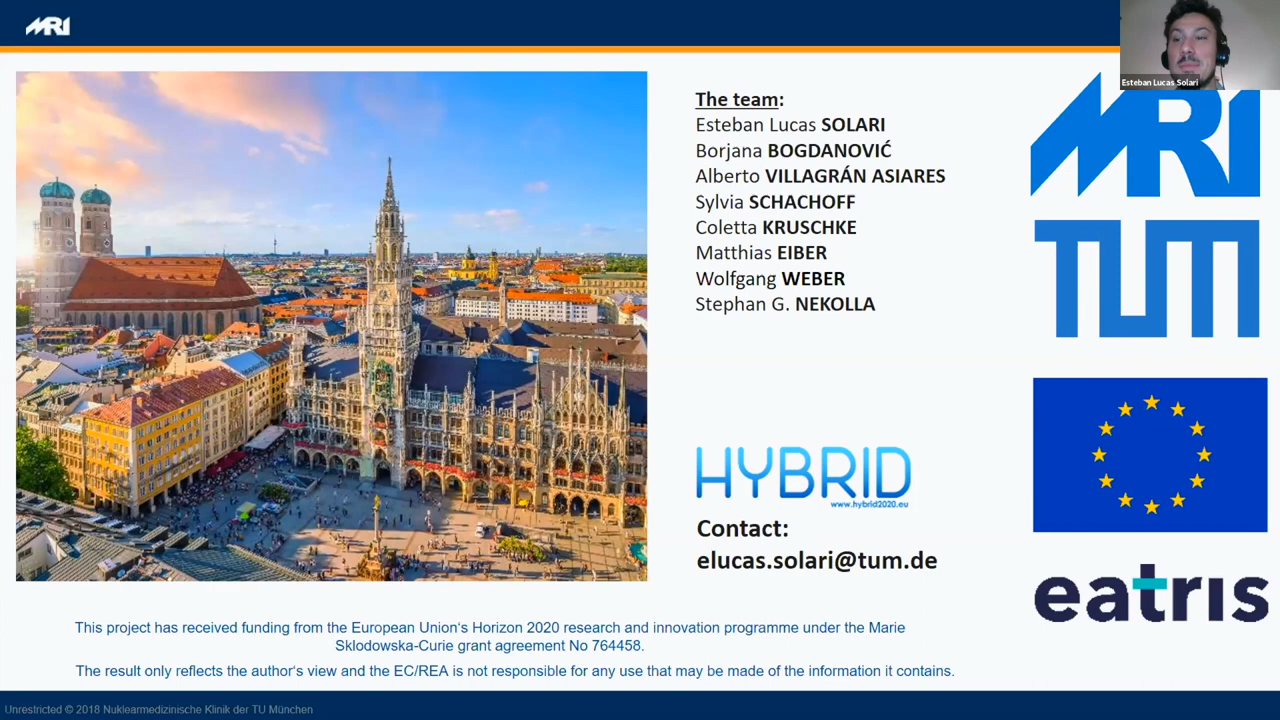 MRI
Esteban Lucas Solari
The team:
Esteban Lucas SOLARI
Borjana BOGDANOVIĆ
Alberto VILLAGRÁN ASIARES
Sylvia SCHACHOFF
Coletta KRUSCHKE
Matthias EIBER
Wolfgang WEBER
Stephan G. NEKOLLA
MRI
TUM
HYBRID
www.hybrid2020.eu
Contact:
elucas.solari@tum.de
eatris
This project has received funding from the European Union‘s Horizon 2020 research and innovation programme under the Marie
Sklodowska-Curie grant agreement No 764458.
The result only reflects the author‘s view and the EC/REA is not responsible for any use that may be made of the information it contains.
Unrestricted © 2018 Nuklearmedizinische Klinik der TU München